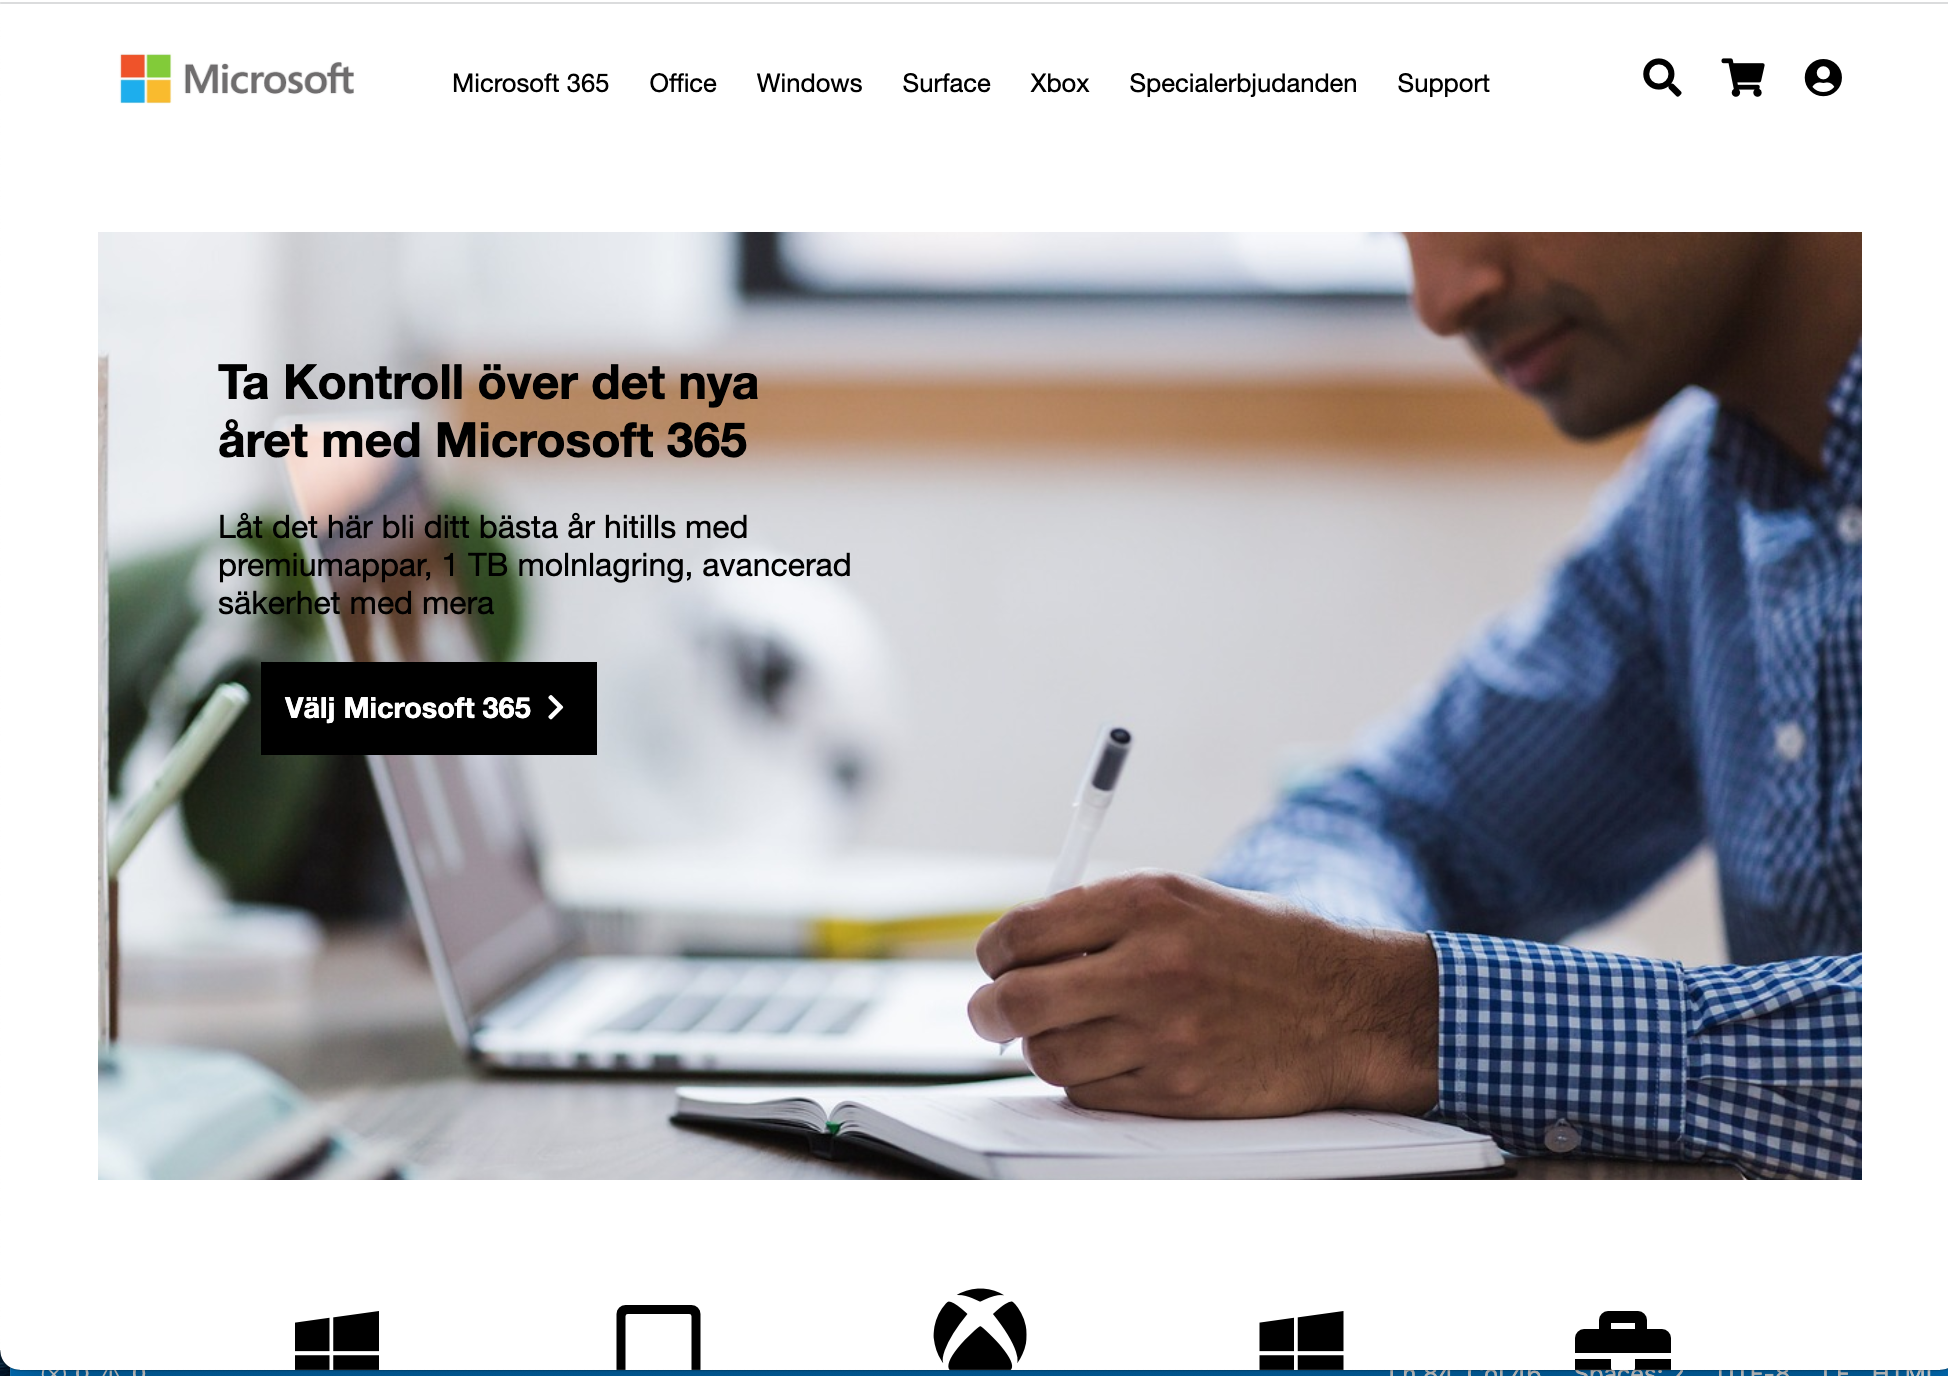 Microsoft
Microsoft 365
Office
Windows
Surface
Xbox
Specialerbjudanden
Support
Ta Kontroll över det nya
året med Microsoft 365
Låt det här bli ditt bästa år hitills med
premiumappar, 1 TB molnlagring, avancerad
säkerhet med mera
Välj Microsoft 365